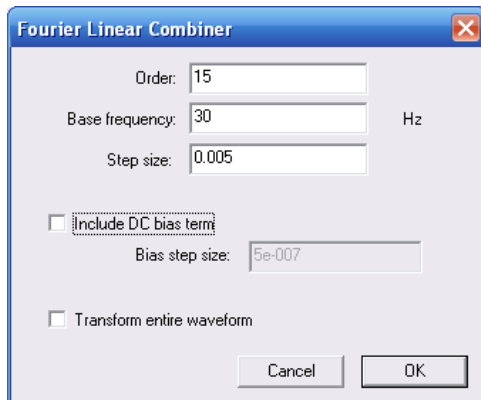 Fourier Linear Combiner
Order: 15
Base frequency: 30 Hz
Step size: 0.005
Include DC bias term
Bias step size: 5e-007
Transform entire waveform
Cancel OK